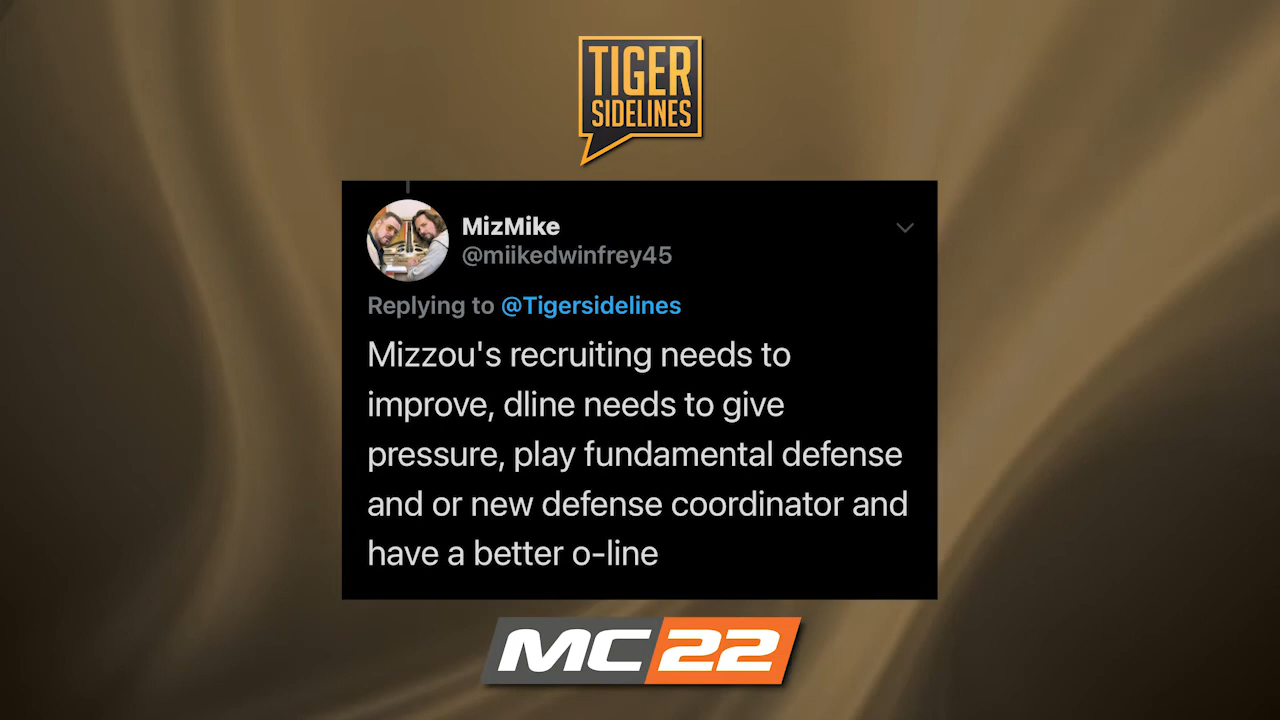 TIGER
SIDELINES
MizMike
@miikedwinfrey45
Replying to @Tigersidelines
Mizzou's recruiting needs to
improve, dline needs to give
pressure, play fundamental defense
and or new defense coordinator and
have a better o-line
MC22